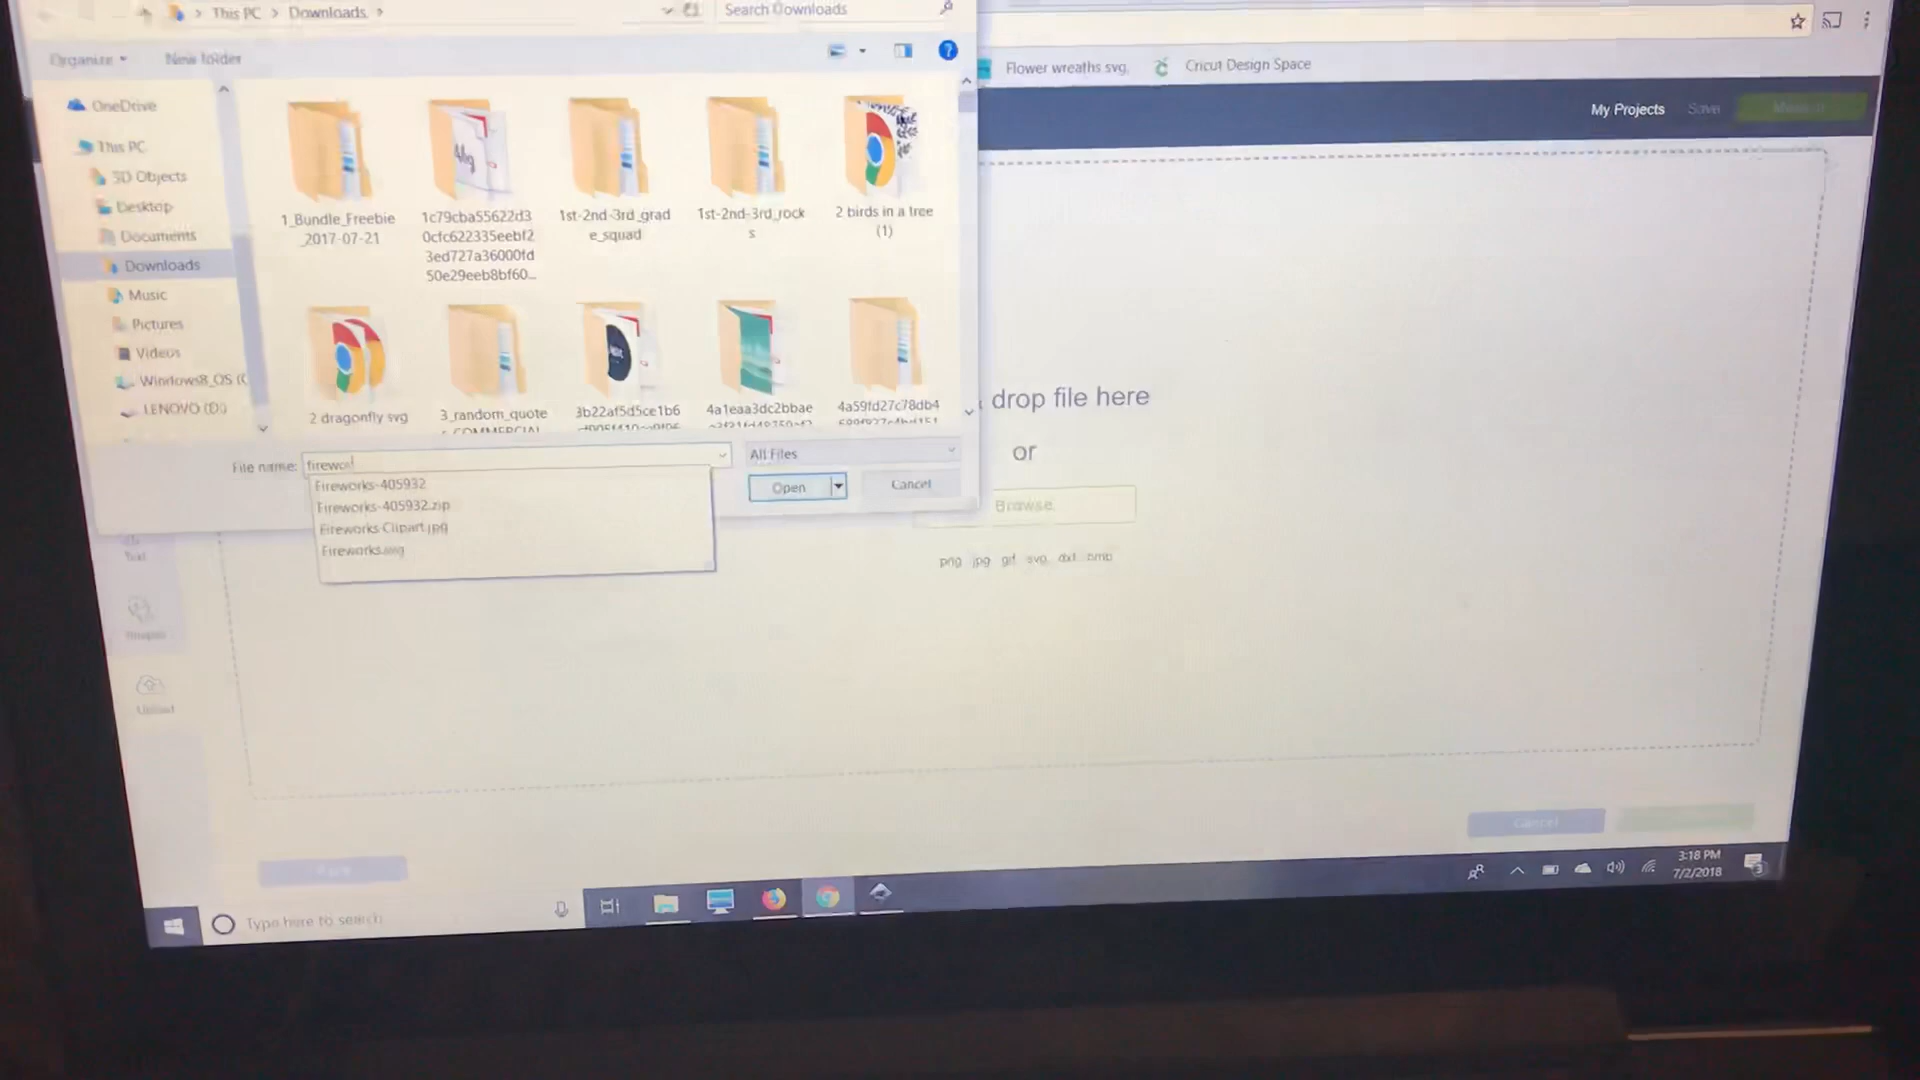 This PC > Downloads >
Search Downloads
Organize
New folder
Flower wreaths svg,
Cricut Design Space
OneDrive
This PC
3D Objects
Desktop
Documents
Downloads
Music
Pictures
Videos
Windows8_OS (C
LENOVO (D:)
1_Bundle_Freebie
_2017-07-21
1c79cba55622d3
0cfc622335eebf2
3ed727a36000fd
50e29eeb8bf60...
1st-2nd-3rd_grad
e_squad
1st-2nd-3rd_rock
s
2 birds in a tree
(1)
2 dragonfly svg
3_random_quote
COMMERCIAL
3b22af5d5ce1b6
4a1eaa3dc2bbae
4a59fd27c78db4
My Projects
Save
File name:
firewor
All Files
Open
Cancel
Fireworks-405932
Fireworks-405932.zip
Fireworks Clipart.jpg
Fireworks.svg
drop file here
or
Browse
png jpg gif svg dxf bmp
Text
Upload
Cancel
Type here to search
3:18 PM
7/2/2018